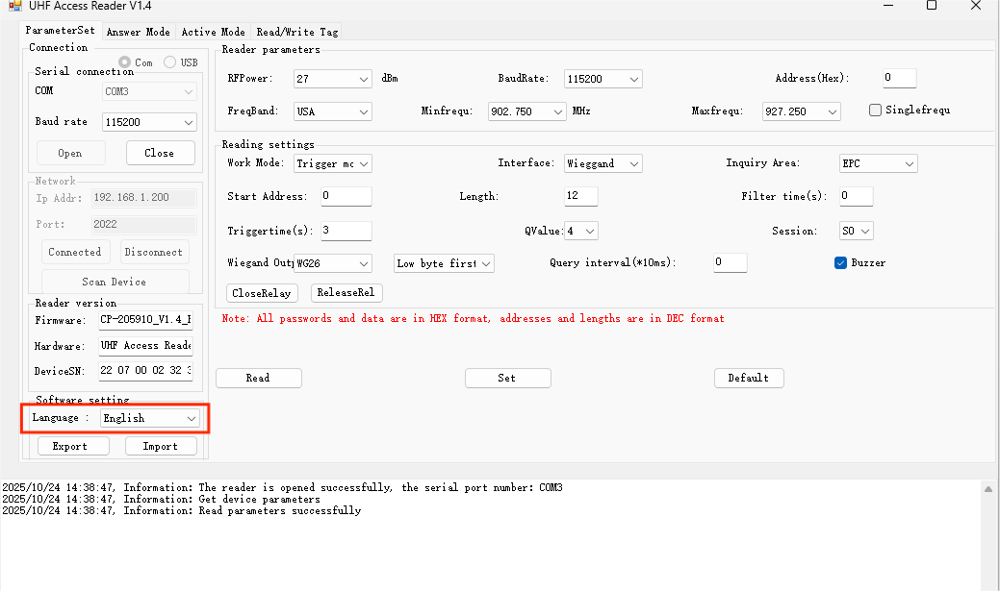 UHF Access Reader V1.4
ParameterSet Answer Mode Active Mode Read/Write Tag
Connection
Com USB
Serial connection
COM COM3
Baud rate 115200
Open Close
Network
Ip Addr: 192.168.1.200
Port: 2022
Connected Disconnect
Scan Device
Reader version
Firmware: CP-205910_V1.4_
Hardware: UHF Access Reade
DeviceSN: 22 07 00 02 32
Software setting
Language : English
Export Import
Reader parameters
RFPower: 27 dBm BaudRate: 115200 Address(Hex): 0
FreqBand: USA Minfrequ: 902.750 MHz Maxfrequ: 927.250 Singlefrequ
Reading settings
Work Mode: Trigger mo Interface: Wieggand Inquiry Area: EPC
Start Address: 0 Length: 12 Filter time(s): 0
Triggertime(s): 3 QValue: 4 Session: S0
Wiegand Outp WG26 Low byte first Query interval(*10ms): 0 Buzzer
CloseRelay ReleaseRel
Note: All passwords and data are in HEX format, addresses and lengths are in DEC format
Read Set Default
2025/10/24 14:38:47, Information: The reader is opened successfully, the serial port number: COM3
2025/10/24 14:38:47, Information: Get device parameters
2025/10/24 14:38:47, Information: Read parameters successfully